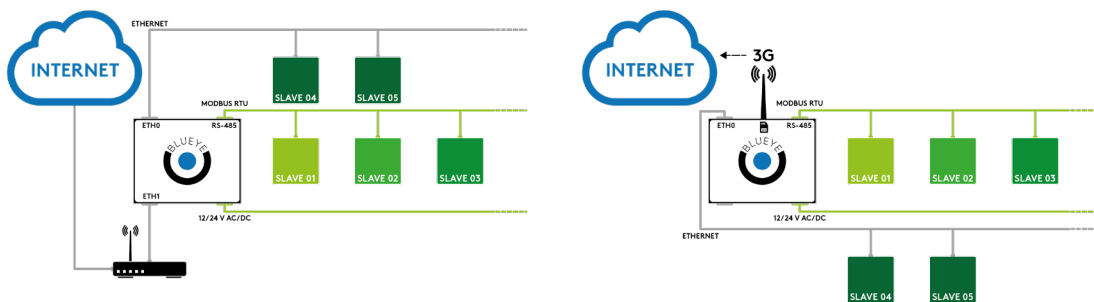 ETHERNET
INTERNET
SLAVE 04
SLAVE 05
MODBUS RTU
ETH0
RS-485
BLUEYE
SLAVE 01
SLAVE 02
SLAVE 03
ETH1
12/24 V AC/DC
3G
INTERNET
MODBUS RTU
ETH0
RS-485
BLUEYE
SLAVE 01
SLAVE 02
SLAVE 03
12/24 V AC/DC
ETHERNET
SLAVE 04
SLAVE 05